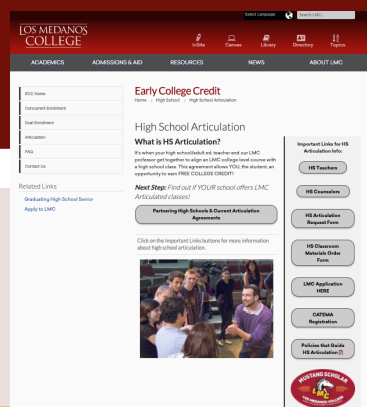 Select Language
Search LMC...
LOS MEDANOS
COLLEGE
InSite
Canvas
Library
Directory
Topics
ACADEMICS
ADMISSIONS & AID
RESOURCES
NEWS
ABOUT LMC
ECC Home
Concurrent Enrollment
Dual Enrollment
Articulation
FAQ
Contact Us
Related Links
Graduating High School Senior
Apply to LMC
Early College Credit
Home / High School / High School Articulation
High School Articulation
What is HS Articulation?
It's when your high school/adult ed. teacher and our LMC
professor get together to align an LMC college level course with
a high school class. This agreement allows YOU, the student, an
opportunity to earn FREE COLLEGE CREDIT!
Next Step: Find out if YOUR school offers LMC
Articulated classes!
Partnering High Schools & Current Articulation
Agreements
Click on the Important Links buttons for more information
about high school articulation.
Important Links for HS
Articulation Info:
HS Teachers
HS Counselors
HS Articulation
Request Form
HS Classroom
Materials Order
Form
LMC Application
HERE
CATEMA
Registration
Policies that Guide
HS Articulation
MUSTANG SCHOLAR
LMC
LOS MEDANOS COLLEGE